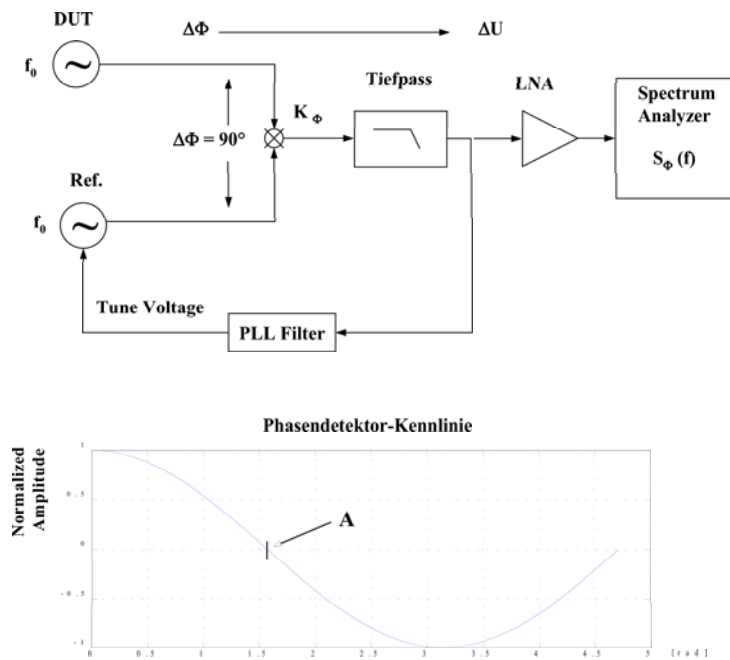 DUT
ΔΦ
ΔU
f0
Tiefpass
LNA
Spectrum
Analyzer
SΦ (f)
KΦ
ΔΦ = 90°
Ref.
f0
Tune Voltage
PLL Filter
Phasendetektor-Kennlinie
Normalized
Amplitude
1
0.5
0
-0.5
-1
A
0 0.5 1 1.5 2 2.5 3 3.5 4 4.5 5 [rad]